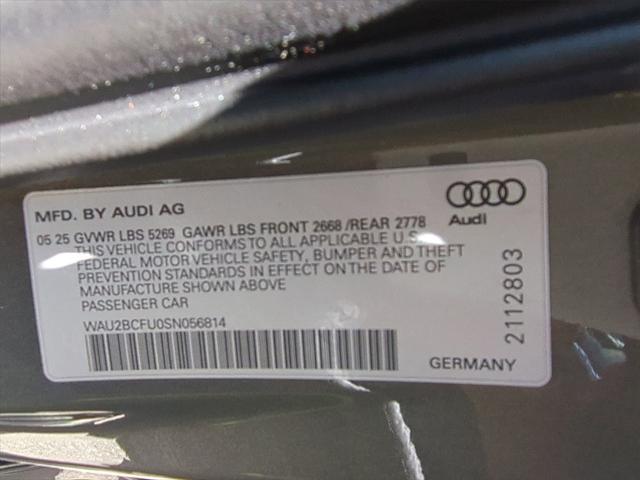 MFD. BY AUDI AG
Audi
05 25 GVWR LBS 5269 GAWR LBS FRONT 2668 /REAR 2778
THIS VEHICLE CONFORMS TO ALL APPLICABLE U.S.
FEDERAL MOTOR VEHICLE SAFETY, BUMPER AND THEFT
PREVENTION STANDARDS IN EFFECT ON THE DATE OF
MANUFACTURE SHOWN ABOVE
PASSENGER CAR
WAU2BCFU0SN056814
GERMANY
2112803